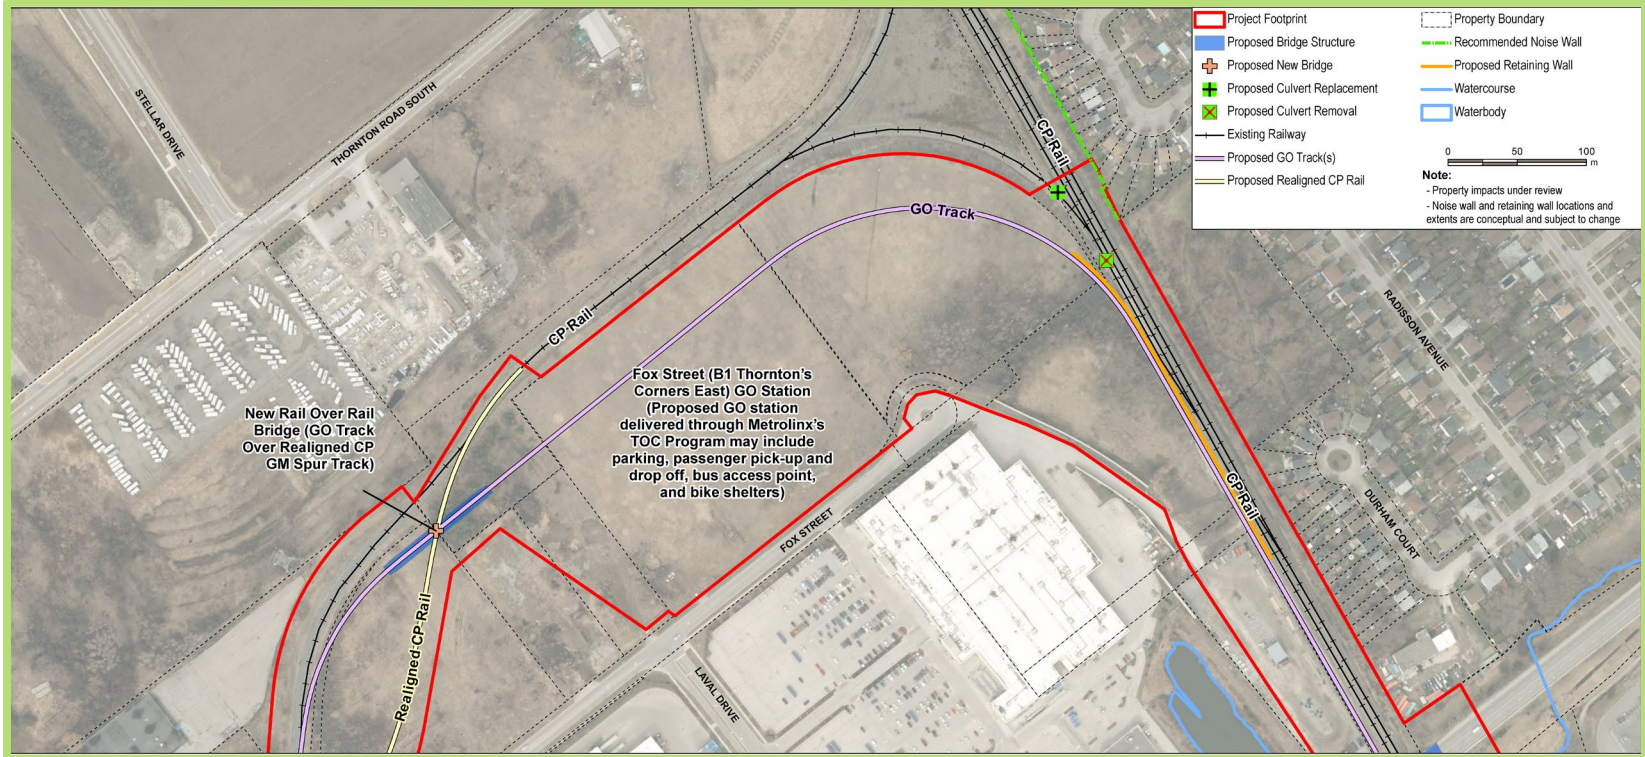 STELLAR DRIVE
THORNTON ROAD SOUTH
CP Rail
GO Track
CP Rail
New Rail Over Rail
Bridge (GO Track
Over Realigned CP
GM Spur Track)
Fox Street (B1 Thornton's
Corners East) GO Station
(Proposed GO station
delivered through Metrolinx's
TOC Program may include
parking, passenger pick-up and
drop off, bus access point,
and bike shelters)
FOX STREET
Realigned CP Rail
LAVAL DRIVE
CP Rail
RADISSON AVENUE
DURHAM COURT
Project Footprint
Proposed Bridge Structure
Proposed New Bridge
Proposed Culvert Replacement
Proposed Culvert Removal
Existing Railway
Proposed GO Track(s)
Proposed Realigned CP Rail
Property Boundary
Recommended Noise Wall
Proposed Retaining Wall
Watercourse
Waterbody
0 50 100
m
Note:
- Property impacts under review
- Noise wall and retaining wall locations and
extents are conceptual and subject to change